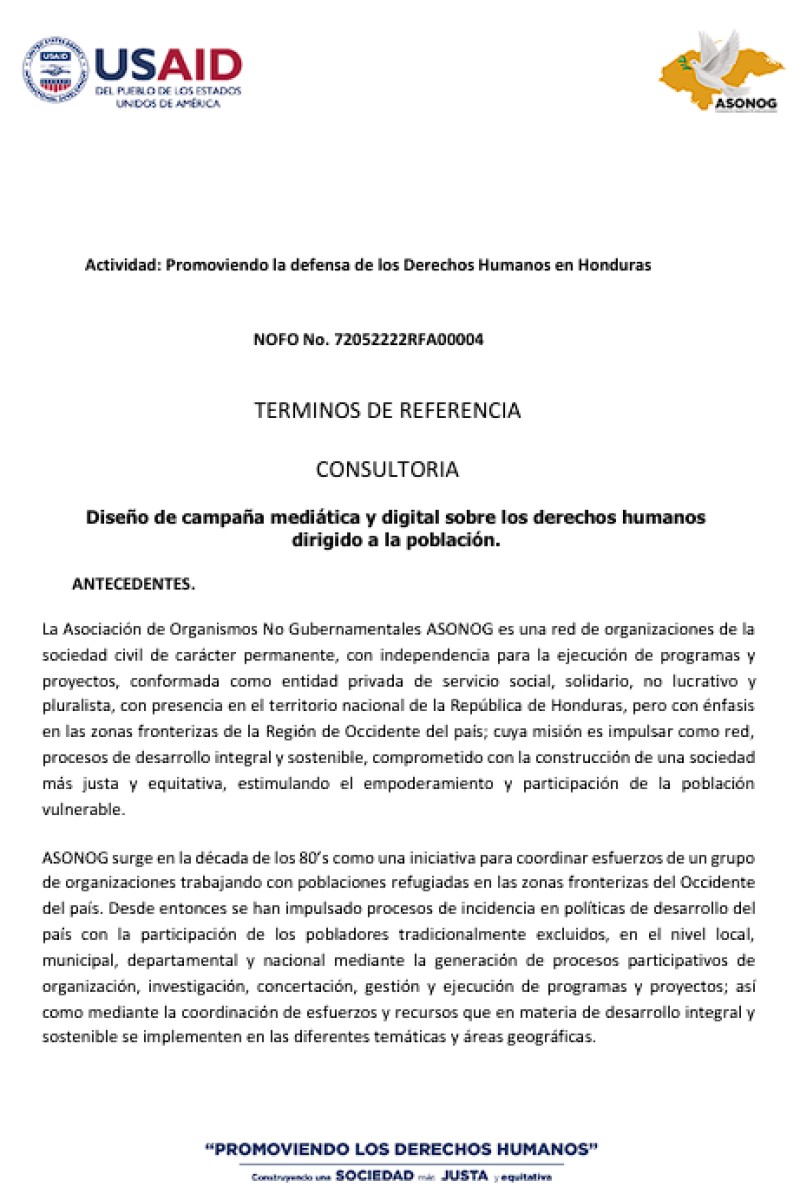 USAID
USAID
DEL PUEBLO DE LOS ESTADOS
UNIDOS DE AMÉRICA
ASONOG
Actividad: Promoviendo la defensa de los Derechos Humanos en Honduras
NOFO No. 72052222RFA00004
TERMINOS DE REFERENCIA
CONSULTORIA
Diseño de campaña mediática y digital sobre los derechos humanos
dirigido a la población.
ANTECEDENTES.
La Asociación de Organismos No Gubernamentales ASONOG es una red de organizaciones de la
sociedad civil de carácter permanente, con independencia para la ejecución de programas y
proyectos, conformada como entidad privada de servicio social, solidario, no lucrativo y
pluralista, con presencia en el territorio nacional de la República de Honduras, pero con énfasis
en las zonas fronterizas de la Región de Occidente del país; cuya misión es impulsar como red,
procesos de desarrollo integral y sostenible, comprometido con la construcción de una sociedad
más justa y equitativa, estimulando el empoderamiento y participación de la población
vulnerable.
ASONOG surge en la década de los 80’s como una iniciativa para coordinar esfuerzos de un grupo
de organizaciones trabajando con poblaciones refugiadas en las zonas fronterizas del Occidente
del país. Desde entonces se han impulsado procesos de incidencia en políticas de desarrollo del
país con la participación de los pobladores tradicionalmente excluidos, en el nivel local,
municipal, departamental y nacional mediante la generación de procesos participativos de
organización, investigación, concertación, gestión y ejecución de programas y proyectos; así
como mediante la coordinación de esfuerzos y recursos que en materia de desarrollo integral y
sostenible se implementen en las diferentes temáticas y áreas geográficas.
“PROMOVIENDO LOS DERECHOS HUMANOS”
Construyendo una SOCIEDAD más JUSTA y equitativa